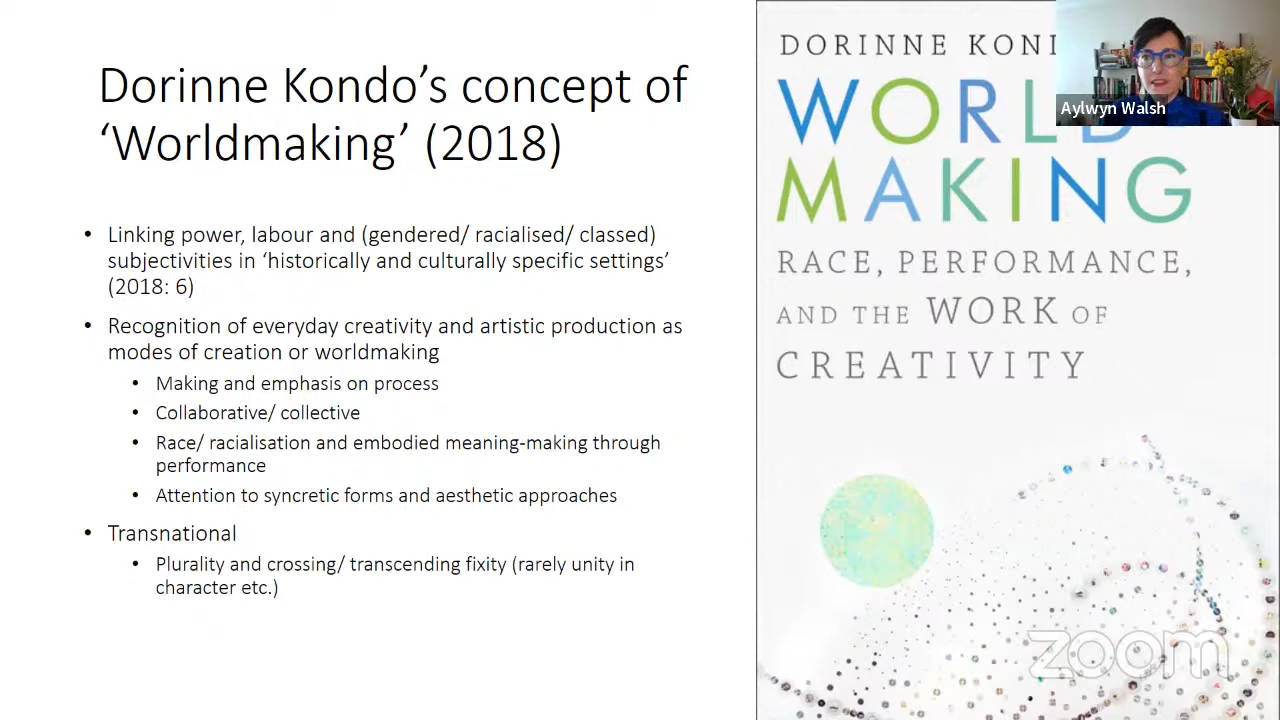 Dorinne Kondo’s concept of
‘Worldmaking’ (2018)
• Linking power, labour and (gendered/ racialised/ classed)
subjectivities in ‘historically and culturally specific settings’
(2018: 6)
• Recognition of everyday creativity and artistic production as
modes of creation or worldmaking
• Making and emphasis on process
• Collaborative/ collective
• Race/ racialisation and embodied meaning-making through
performance
• Attention to syncretic forms and aesthetic approaches
• Transnational
• Plurality and crossing/ transcending fixity (rarely unity in
character etc.)
DORINNE
WORLD
MAKING
RACE, PERFORMANCE,
AND THE WORK OF
CREATIVITY
Aylwyn Walsh
zoom